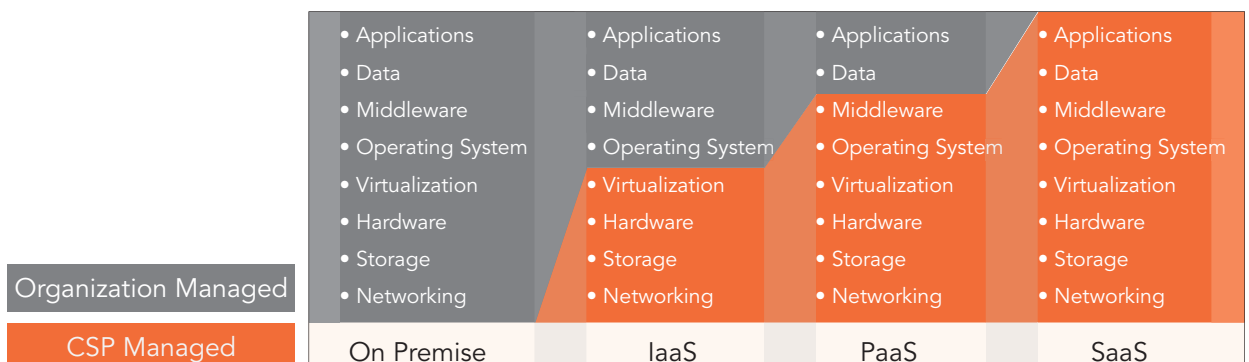 • Applications
• Data
• Middleware
• Operating System
• Virtualization
• Hardware
• Storage
• Networking
• Applications
• Data
• Middleware
• Operating System
• Virtualization
• Hardware
• Storage
• Networking
• Applications
• Data
• Middleware
• Operating System
• Virtualization
• Hardware
• Storage
• Networking
• Applications
• Data
• Middleware
• Operating System
• Virtualization
• Hardware
• Storage
• Networking
Organization Managed
CSP Managed
On Premise
IaaS
PaaS
SaaS